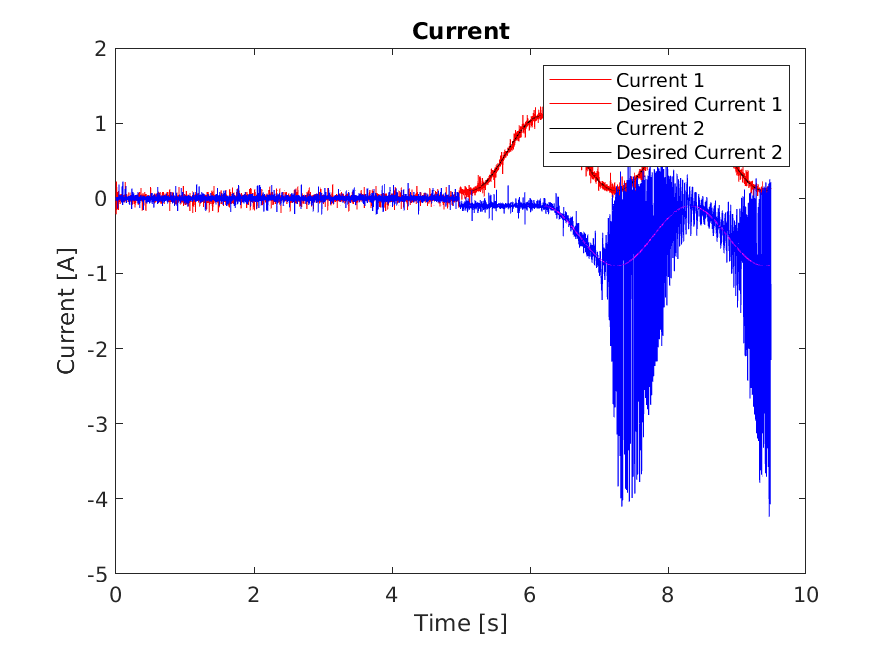 Current
2
1
0
-1
-2
-3
-4
-5
Current [A]
Current 1
Desired Current 1
Current 2
Desired Current 2
0 2 4 6 8 10
Time [s]